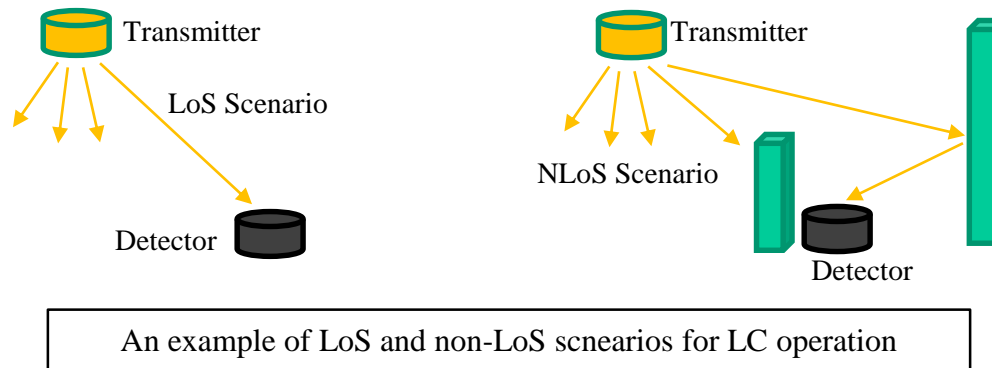 Transmitter
LoS Scenario
Detector
Transmitter
NLoS Scenario
Detector
An example of LoS and non-LoS scnearios for LC operation